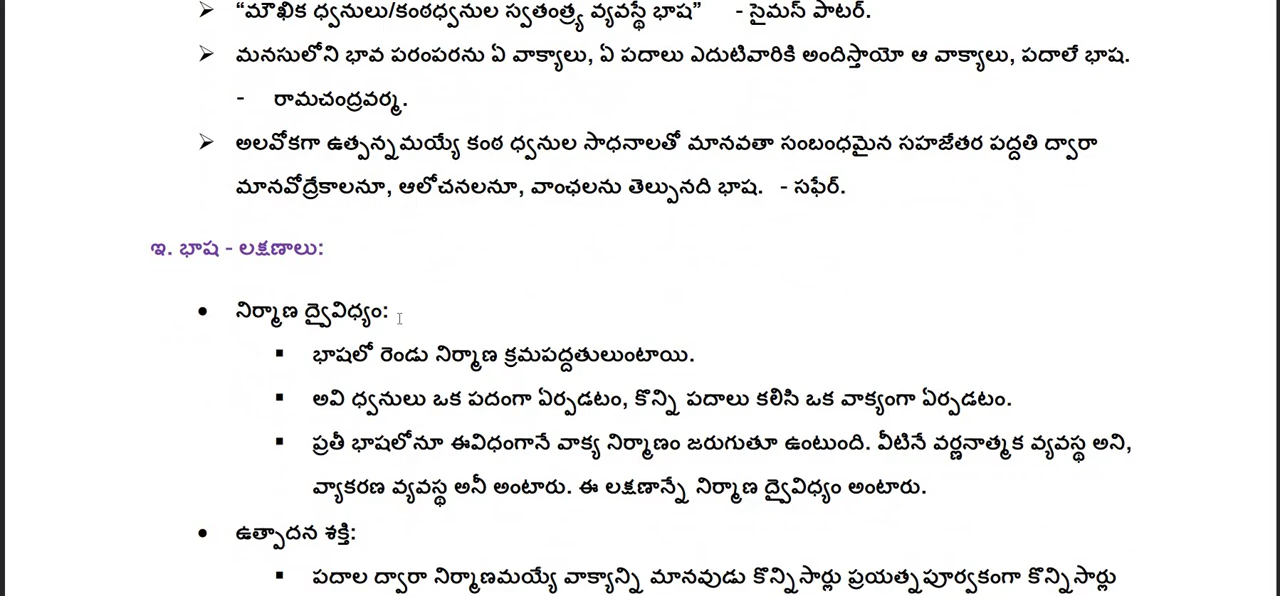 ➢ “మౌఖిక ధ్వనులు/కంఠధ్వనుల స్వతంత్ర్య వ్యవస్థే భాష” - సైమస్ పాటర్.
➢ మనసులోని భావ పరంపరను ఏ వాక్యాలు, ఏ పదాలు ఎదుటివారికి అందిస్తాయో ఆ వాక్యాలు, పదాలే భాష.
- రామచంద్రవర్మ.
➢ అలవోకగా ఉత్పన్నమయ్యే కంఠ ధ్వనుల సాధనాలతో మానవతా సంబంధమైన సహజేతర పద్దతి ద్వారా
మానవోద్రేకాలనూ, ఆలోచనలనూ, వాంఛలను తెల్పునది భాష. - సఫేర్.
ఇ. భాష - లక్షణాలు:
• నిర్మాణ ద్వైవిధ్యం:
▪ భాషలో రెండు నిర్మాణ క్రమపద్దతులుంటాయి.
▪ అవి ధ్వనులు ఒక పదంగా ఏర్పడటం, కొన్ని పదాలు కలిసి ఒక వాక్యంగా ఏర్పడటం.
▪ ప్రతీ భాషలోనూ ఈవిధంగానే వాక్య నిర్మాణం జరుగుతూ ఉంటుంది. వీటినే వర్ణనాత్మక వ్యవస్థ అని,
వ్యాకరణ వ్యవస్థ అనీ అంటారు. ఈ లక్షణాన్నే నిర్మాణ ద్వైవిధ్యం అంటారు.
• ఉత్పాదన శక్తి:
▪ పదాల ద్వారా నిర్మాణమయ్యే వాక్యాన్ని మానవుడు కొన్నిసార్లు ప్రయత్నపూర్వకంగా కొన్నిసార్లు